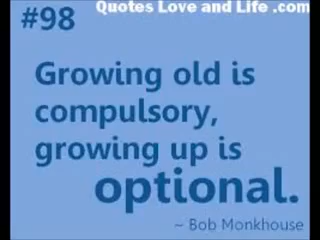 Quotes Love and Life .com
#98
Growing old is
compulsory,
growing up is
optional.
~ Bob Monkhouse